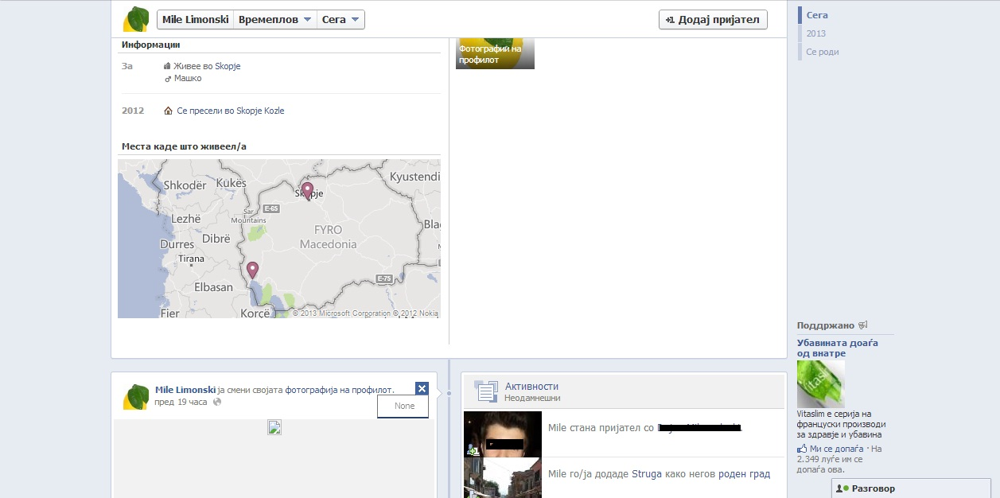 Mile Limonski Времеплов Сега
+1 Додај пријател
Информации
За
Живее во Skopje
Машко
2012
Се пресели во Skopje Kozle
Места каде што живеел/а
Shkodër
Kukës
Kyustendi
Skopje
Šar
Mountains
E-65
Lezhë
FYRO
Macedonia
Bla
Dibrë
Durres
Tirana
Elbasan
E-75
Fier
Korçë
© 2013 Microsoft Corporation © 2012 Nokia
Фотографии на
профилот
Mile Limonski ја смени својата фотографија на профилот.
пред 19 часа
None
Активности
Неодамнешни
Mile стана пријател со
Mile го/ја додаде Struga како негов роден град
Сега
2013
Се роди
Поддржано
Убавината доаѓа
од внатре
Vitaslim е серија на
француски производи
за здравје и убавина
Ми се допаѓа · На
2.349 луѓе им се
допаѓа ова.
Разговор